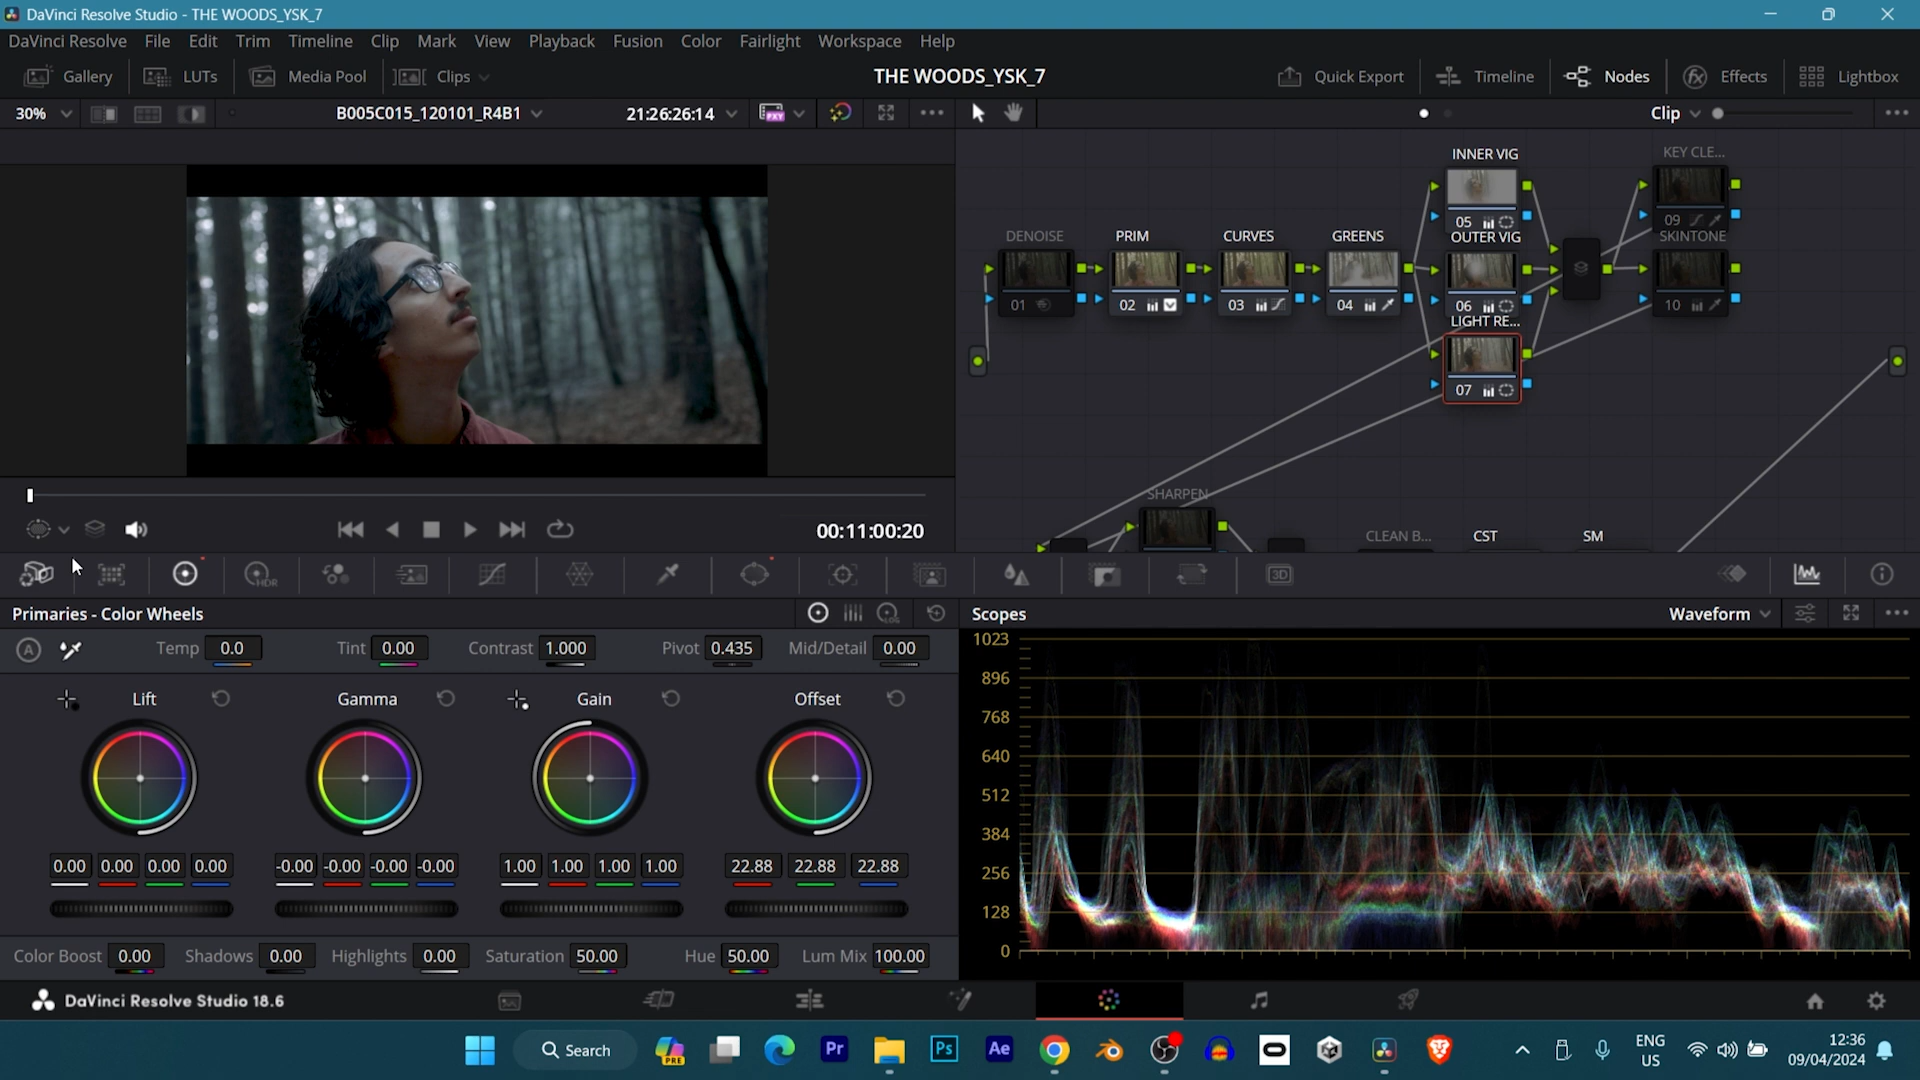 DaVinci Resolve Studio - THE WOODS_YSK_7
DaVinci Resolve File Edit Trim Timeline Clip Mark View Playback Fusion Color Fairlight Workspace Help
Gallery LUTs Media Pool Clips THE WOODS_YSK_7 Quick Export Timeline Nodes Effects Lightbox
30% B005C015_120101_R4B1 21:26:26:14 PXY Clip
INNER VIG KEY CLE...
05 09
DENOISE PRIM CURVES GREENS OUTER VIG SKINTONE
01 02 03 04 06 10
LIGHT RE...
07
SHARPEN
CLEAN B... CST SM
00:11:00:20
HDR 3D
Primaries - Color Wheels LOG Scopes Waveform
A Temp 0.0 Tint 0.00 Contrast 1.000 Pivot 0.435 Mid/Detail 0.00
Lift Gamma Gain Offset
0.00 0.00 0.00 0.00 -0.00 -0.00 -0.00 -0.00 1.00 1.00 1.00 1.00 22.88 22.88 22.88
Color Boost 0.00 Shadows 0.00 Highlights 0.00 Saturation 50.00 Hue 50.00 Lum Mix 100.00
1023
896
768
640
512
384
256
128
0
DaVinci Resolve Studio 18.6
Search PRE Pr Ps Ae ENG 12:36
US 09/04/2024